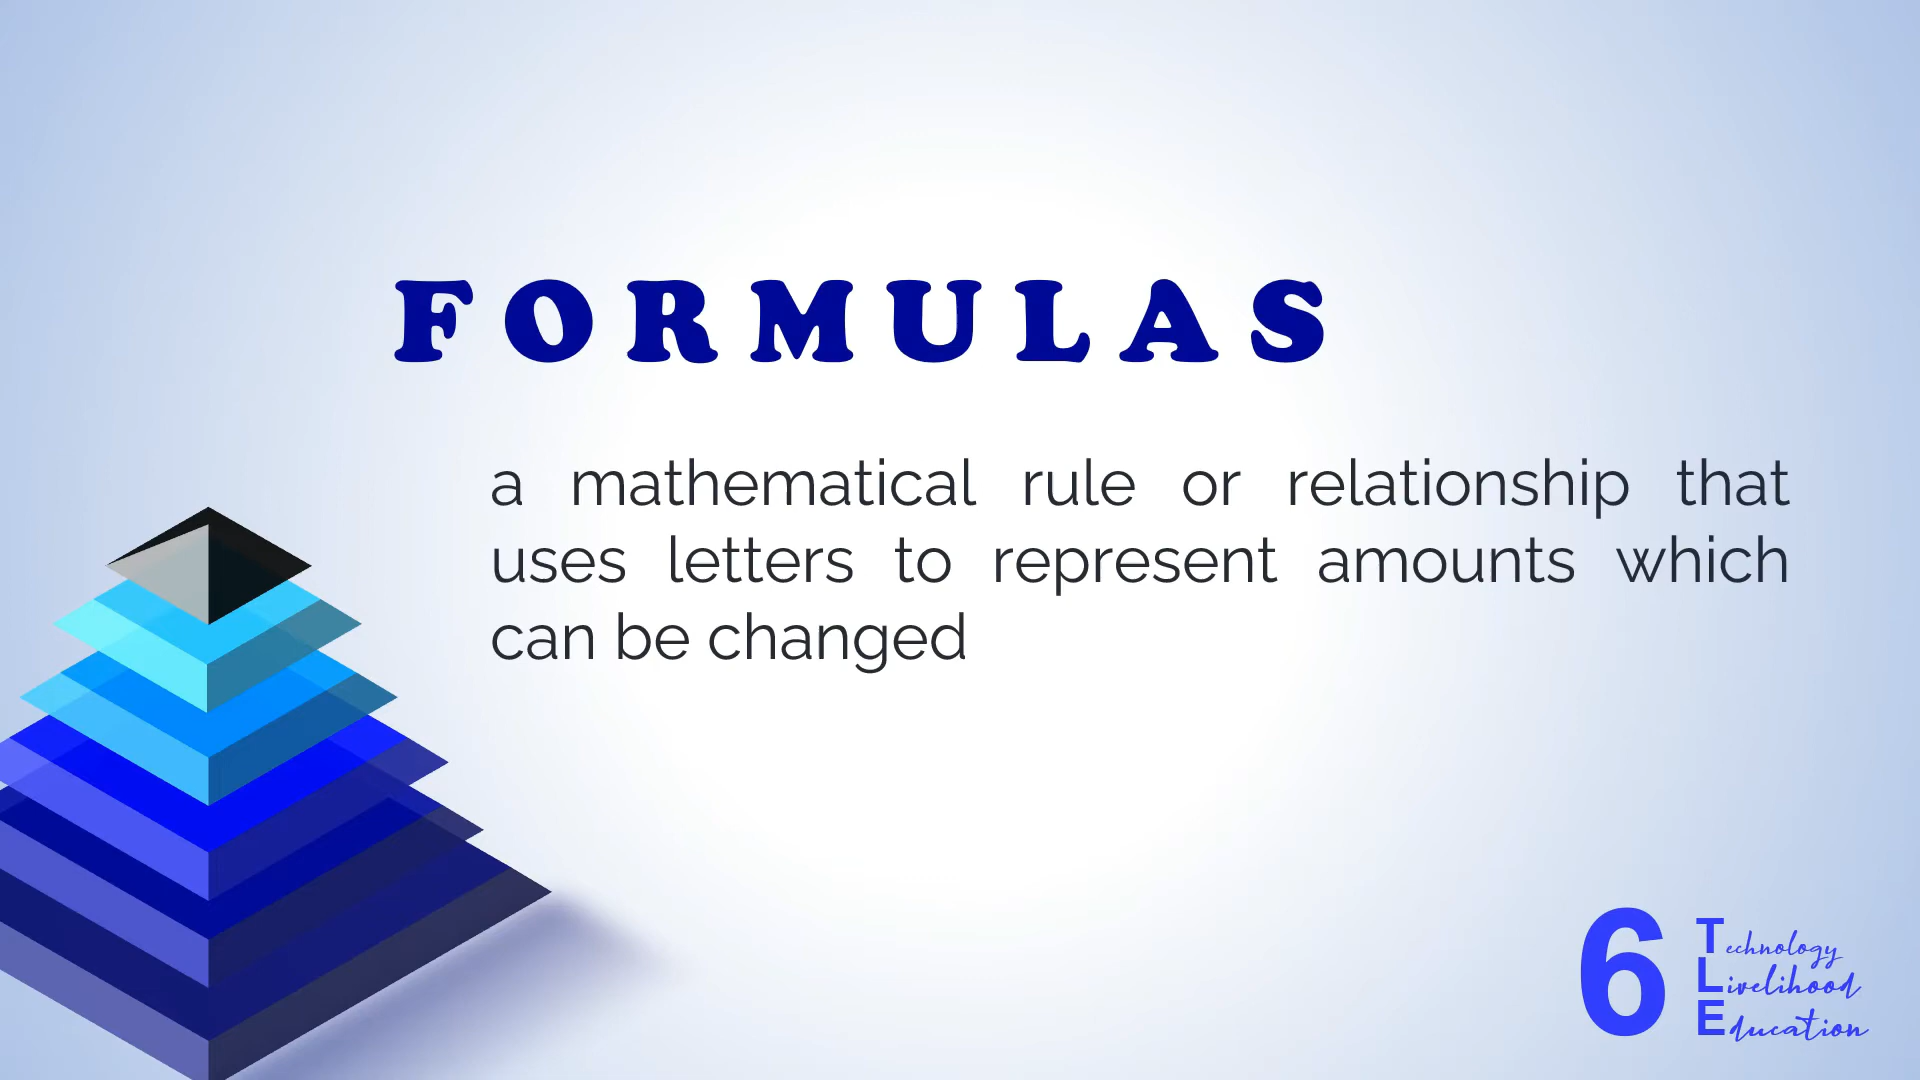 FORMULAS
a mathematical rule or relationship that
uses letters to represent amounts which
can be changed
6
Technology
Livelihood
Education